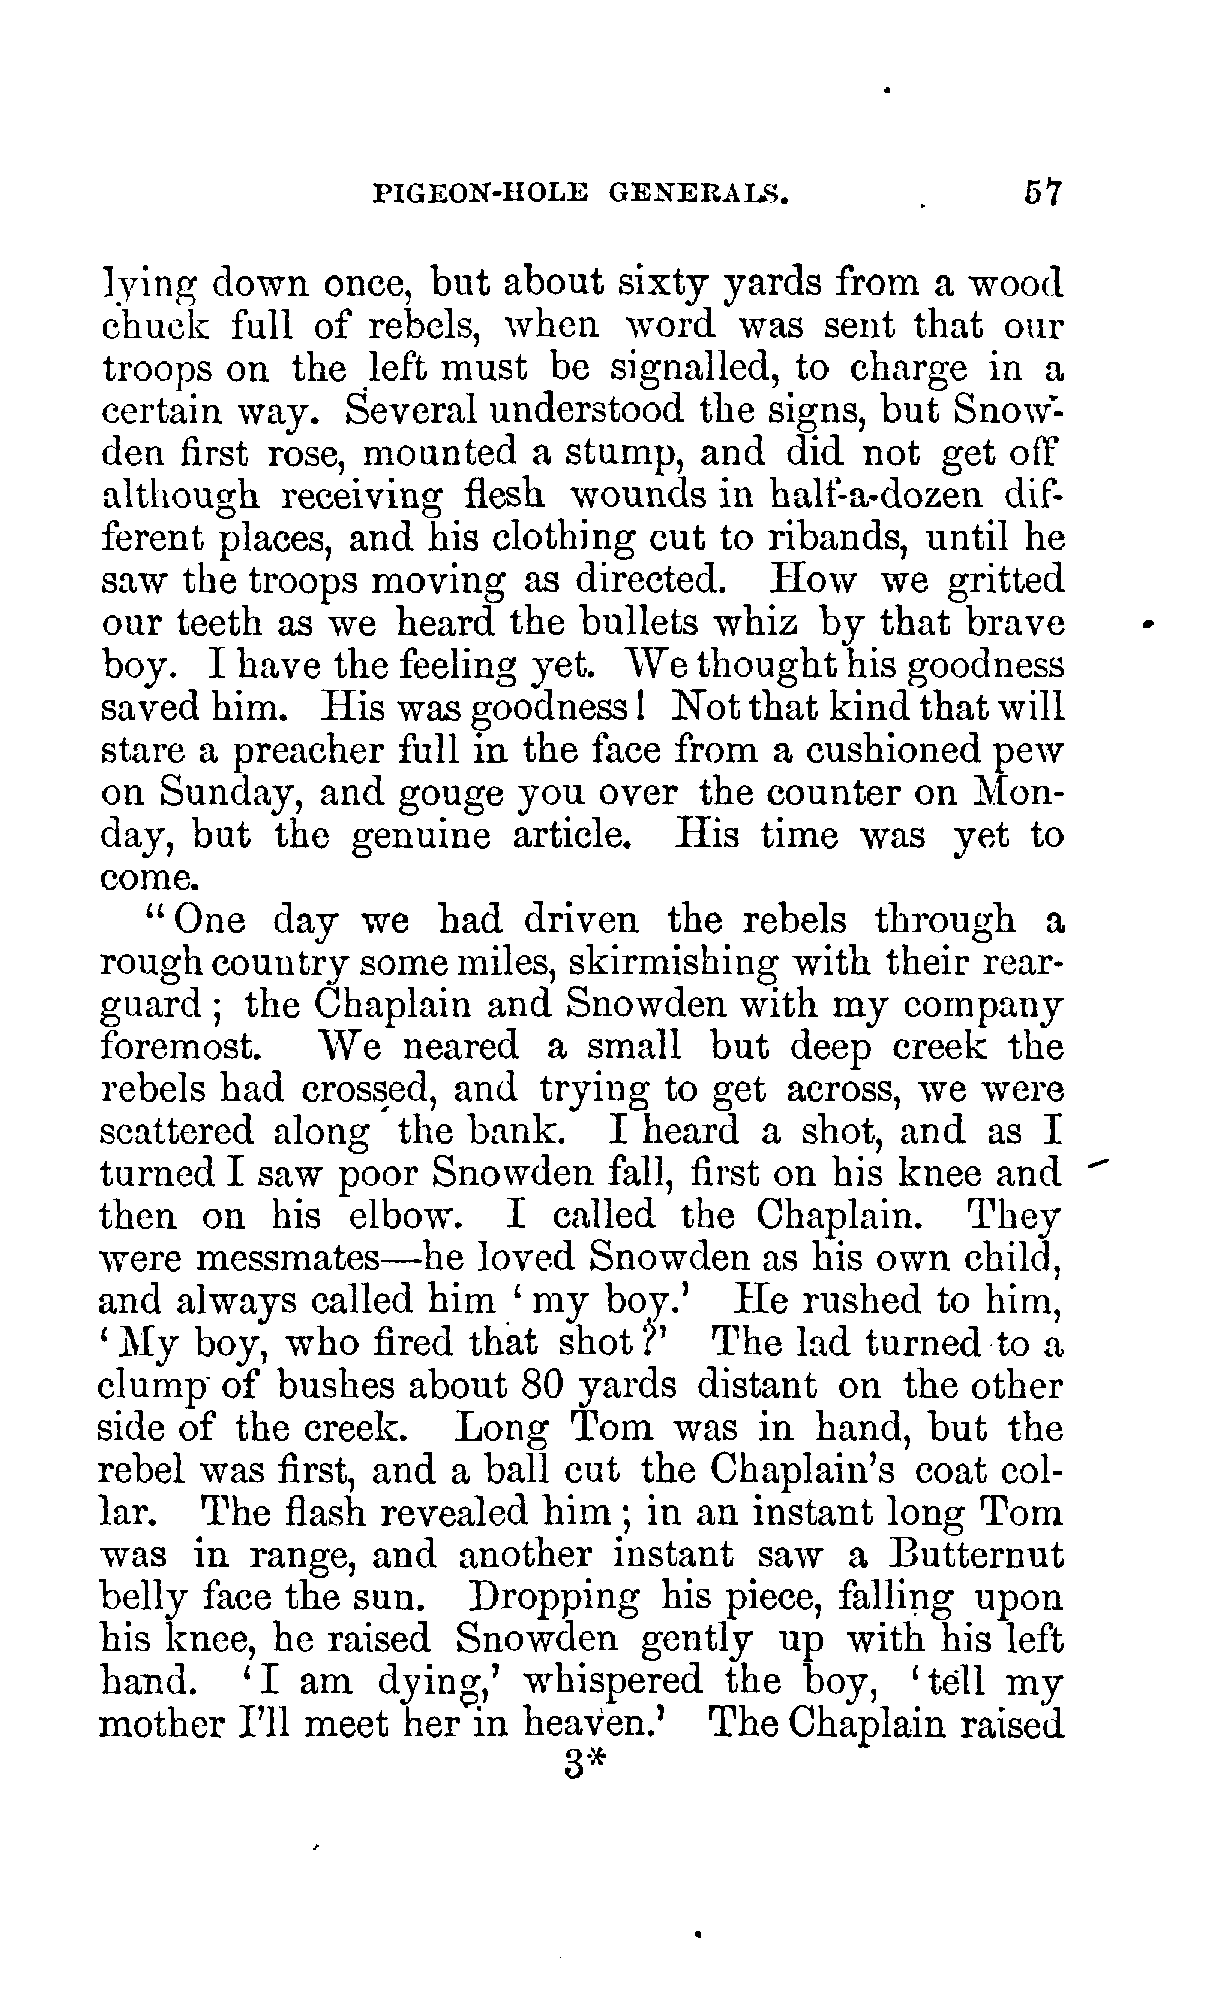 PIGEON-HOLE GENERALS. 57
lying down once, but about sixty yards from a wood
chuck full of rebels, when word was sent that our
troops on the left must be signalled, to charge in a
certain way. Several understood the signs, but Snow-
den first rose, mounted a stump, and did not get off
although receiving flesh wounds in half-a-dozen dif-
ferent places, and his clothing cut to ribands, until he
saw the troops moving as directed. How we gritted
our teeth as we heard the bullets whiz by that brave
boy. I have the feeling yet. We thought his goodness
saved him. His was goodness! Not that kind that will
stare a preacher full in the face from a cushioned pew
on Sunday, and gouge you over the counter on Mon-
day, but the genuine article. His time was yet to
come.
"One day we had driven the rebels through a
rough country some miles, skirmishing with their rear-
guard; the Chaplain and Snowden with my company
foremost. We neared a small but deep creek the
rebels had crossed, and trying to get across, we were
scattered along the bank. I heard a shot, and as I
turned I saw poor Snowden fall, first on his knee and
then on his elbow. I called the Chaplain. They
were messmates—he loved Snowden as his own child,
and always called him 'my boy.' He rushed to him,
'My boy, who fired that shot?' The lad turned to a
clump of bushes about 80 yards distant on the other
side of the creek. Long Tom was in hand, but the
rebel was first, and a ball cut the Chaplain's coat col-
lar. The flash revealed him; in an instant long Tom
was in range, and another instant saw a Butternut
belly face the sun. Dropping his piece, falling upon
his knee, he raised Snowden gently up with his left
hand. 'I am dying,' whispered the boy, 'tell my
mother I'll meet her in heaven.' The Chaplain raised
3*